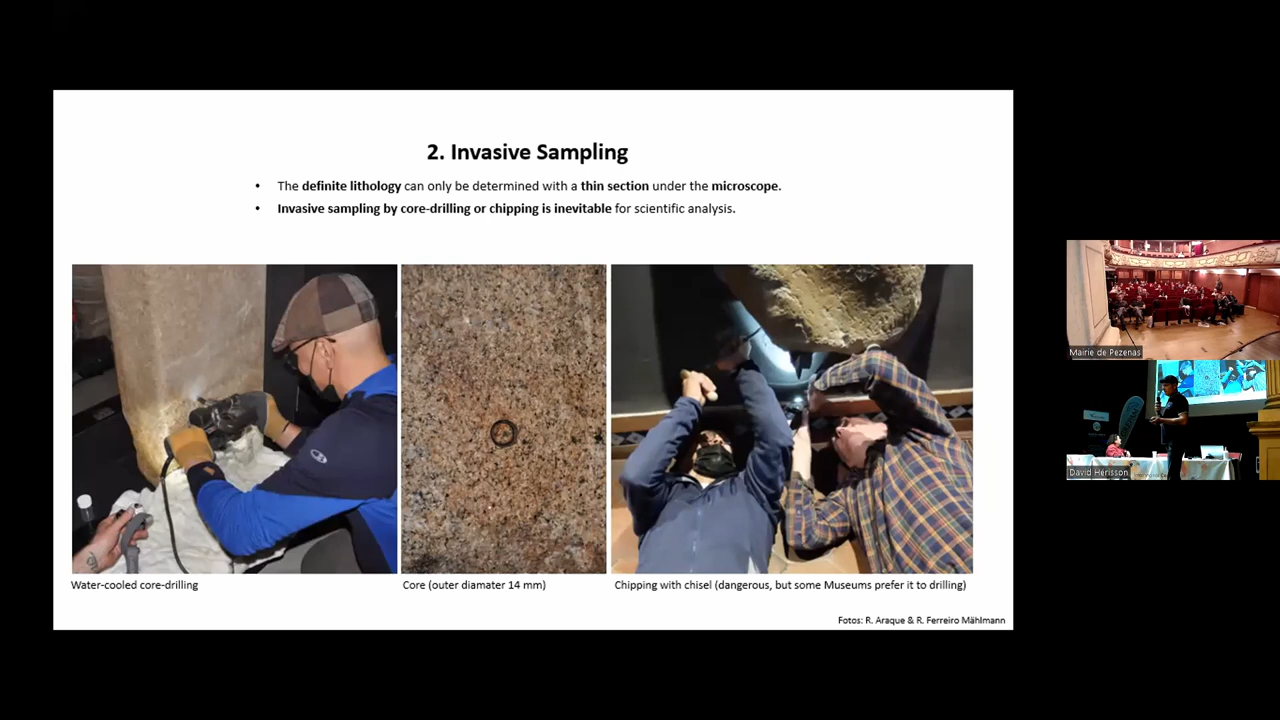 2. Invasive Sampling
• The definite lithology can only be determined with a thin section under the microscope.
• Invasive sampling by core-drilling or chipping is inevitable for scientific analysis.
Water-cooled core-drilling
Core (outer diamater 14 mm)
Chipping with chisel (dangerous, but some Museums prefer it to drilling)
Fotos: R. Araque & R. Ferreiro Mählmann
Mairie de Pezenas
David Hérisson